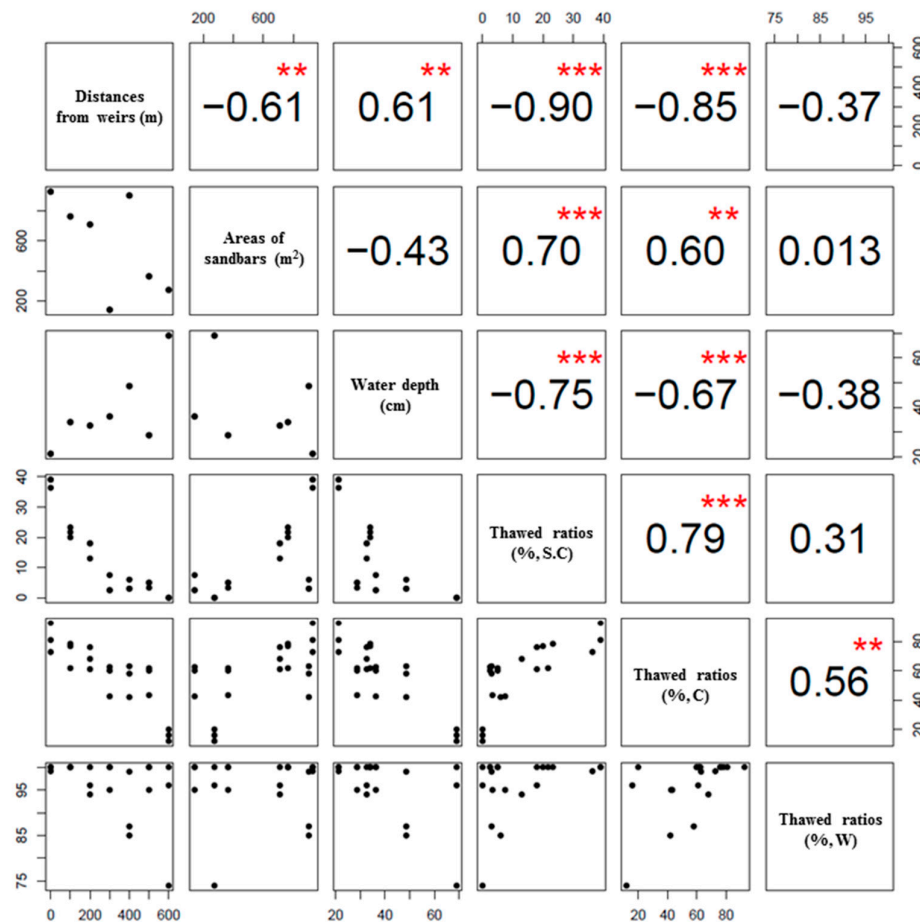 200 600
0 10 20 30 40
75 85 95
Distances
from weirs (m)
**
−0.61
**
0.61
***
−0.90
***
−0.85
−0.37
0 200 400 600
200 600
Areas of
sandbars (m²)
−0.43
***
0.70
**
0.60
0.013
Water depth
(cm)
***
−0.75
***
−0.67
−0.38
20 40 60
0 10 20 30 40
Thawed ratios
(%, S.C)
***
0.79
0.31
Thawed ratios
(%, C)
**
0.56
20 40 60 80
75 85 95
Thawed ratios
(%, W)
0 200 400 600
20 40 60
20 40 60 80